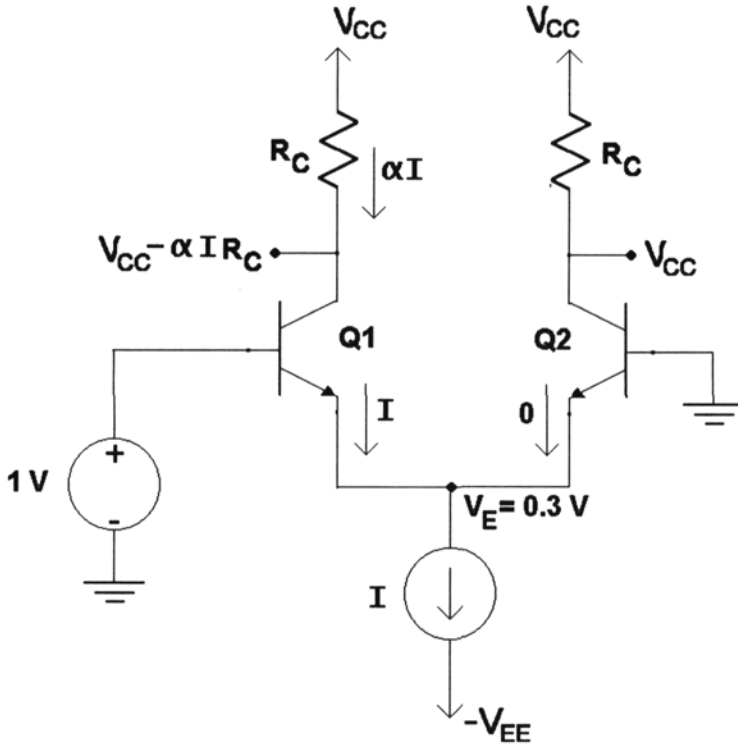 VCC VCC
RC αI RC
VCC-αIRC VCC
Q1 Q2
I 0
+
1 V
-
VE= 0.3 V
I
-VEE